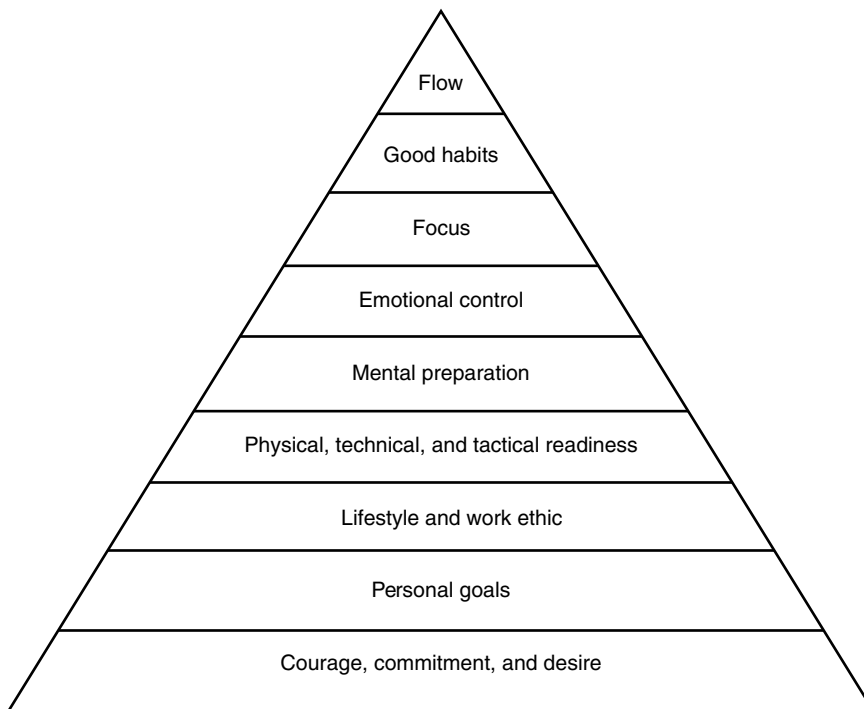 Flow
Good habits
Focus
Emotional control
Mental preparation
Physical, technical, and tactical readiness
Lifestyle and work ethic
Personal goals
Courage, commitment, and desire